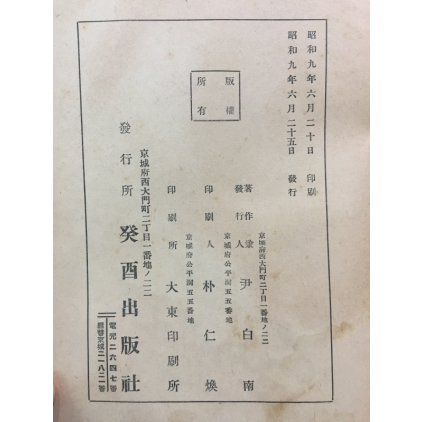 昭和九年六月二十日 印刷
昭和九年六月二十五日 發行
版權
所有
京城府西大門町二丁目一番地ノ二二
著作兼
發行人 尹白南
京城府公平洞五五番地
印刷人 朴仁煥
京城府公平洞五五番地
印刷所 大東印刷所
京城府西大門町二丁目一番地ノ二二
發行所 癸酉出版社
電光二六四七番
振替京城二一八二一番